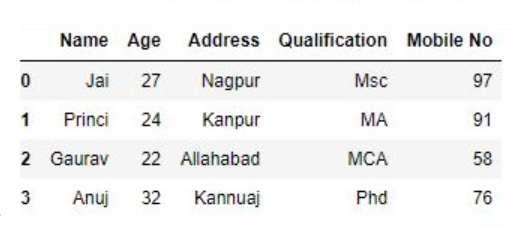 Name Age Address Qualification Mobile No
0 Jai 27 Nagpur Msc 97
1 Princi 24 Kanpur MA 91
2 Gaurav 22 Allahabad MCA 58
3 Anuj 32 Kannuaj Phd 76